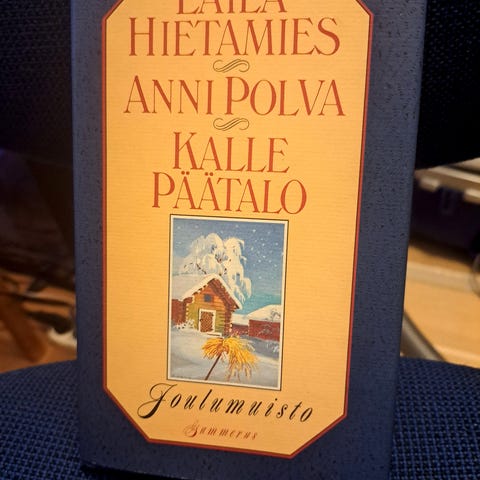 LAILA
HIETAMIES
ANNI POLVA
KALLE
PÄÄTALO
Joulumuisto
Gummerus